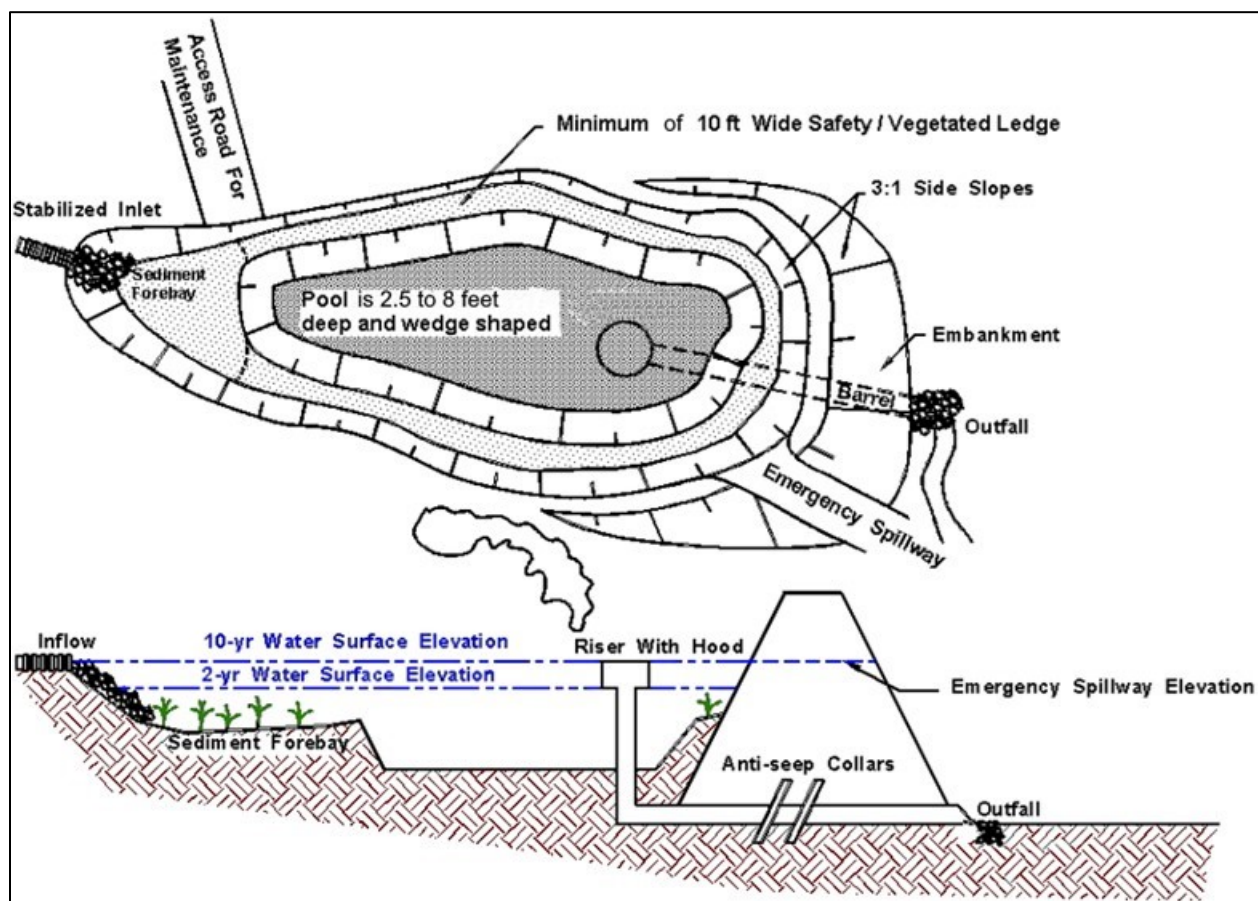 Access Road For
Maintenance
Minimum of 10 ft Wide Safety / Vegetated Ledge
3:1 Side Slopes
Stabilized Inlet
Sediment
Forebay
Pool is 2.5 to 8 feet
deep and wedge shaped
Embankment
Barrel
Outfall
Emergency Spillway
Inflow
10-yr Water Surface Elevation
Riser With Hood
2-yr Water Surface Elevation
Emergency Spillway Elevation
Sediment Forebay
Anti-seep Collars
Outfall